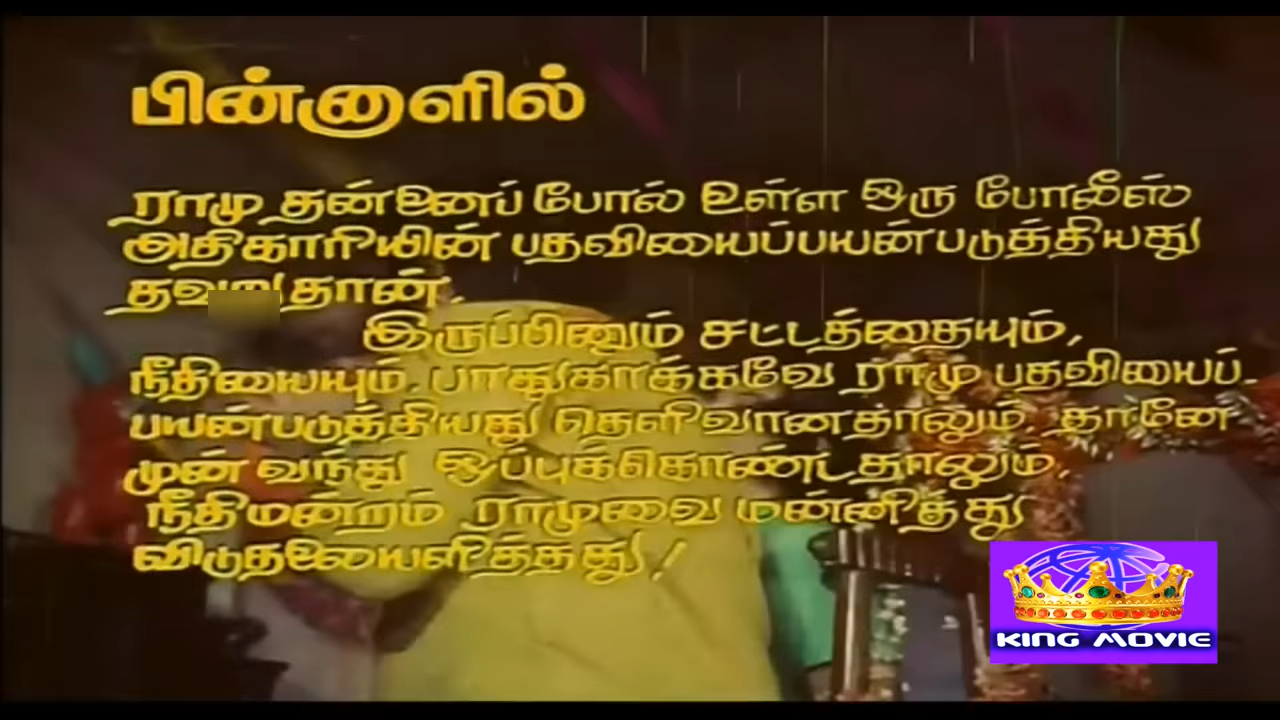 பின்னாளில்
ராமு தன்னைப் போல் உள்ள ஒரு போலீஸ்
அதிகாரியின் பதவியைப்பயன்படுத்தியது
தவறுதான்.
இருப்பினும் சட்டத்தையும்,
நீதியையும், பாதுகாக்கவே ராமு பதவியைப்
பயன்படுத்தியது தெளிவானதாலும், தானே
முன் வந்து ஒப்புக்கொண்டதாலும்,
நீதிமன்றம் ராமுவை மன்னித்து
விடுதலையளித்தது!
KING MOVIE